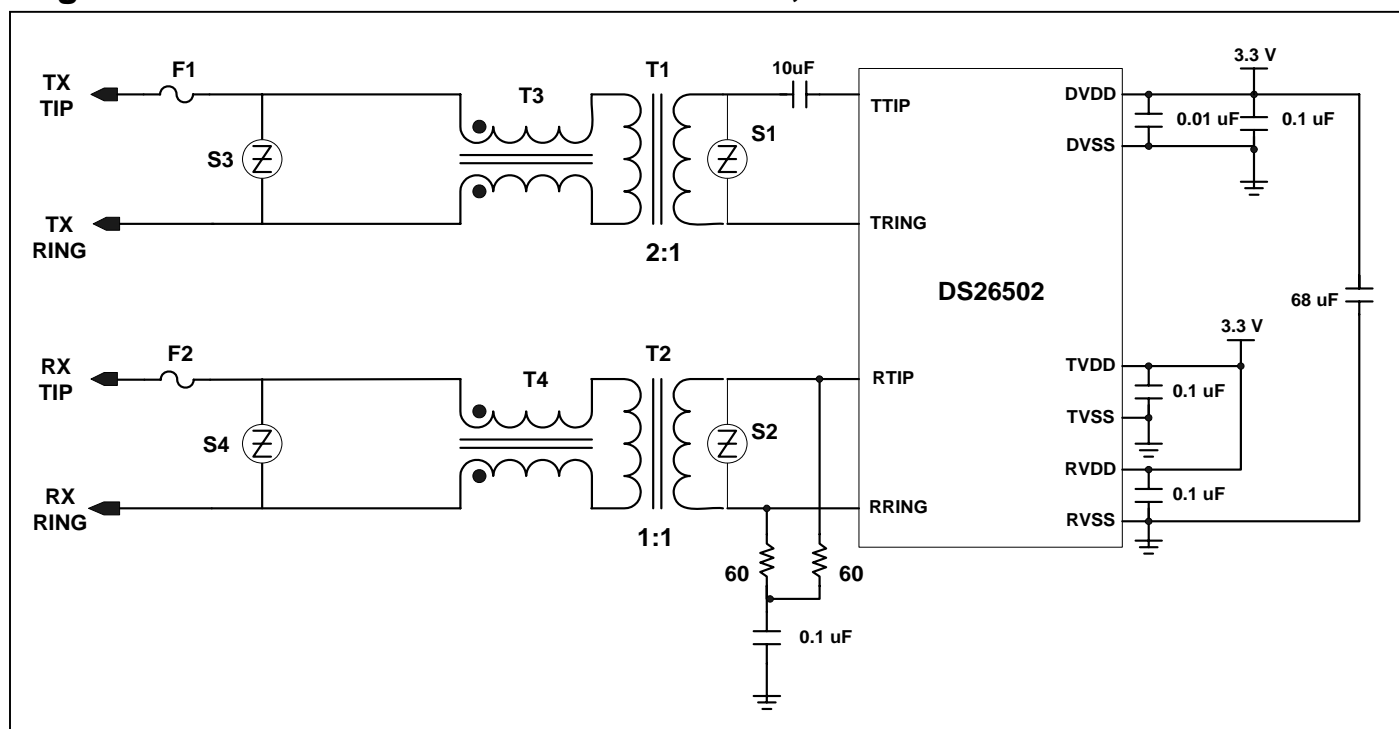 TX
TIP
F1
T3
T1
10uF
TTIP
S3
S1
TX
RING
TRING
2:1
DS26502
DVDD
DVSS
3.3 V
0.01 uF
0.1 uF
68 uF
RX
TIP
F2
T4
T2
RTIP
S4
S2
RX
RING
RRING
1:1
60
60
0.1 uF
3.3 V
TVDD
0.1 uF
TVSS
RVDD
0.1 uF
RVSS